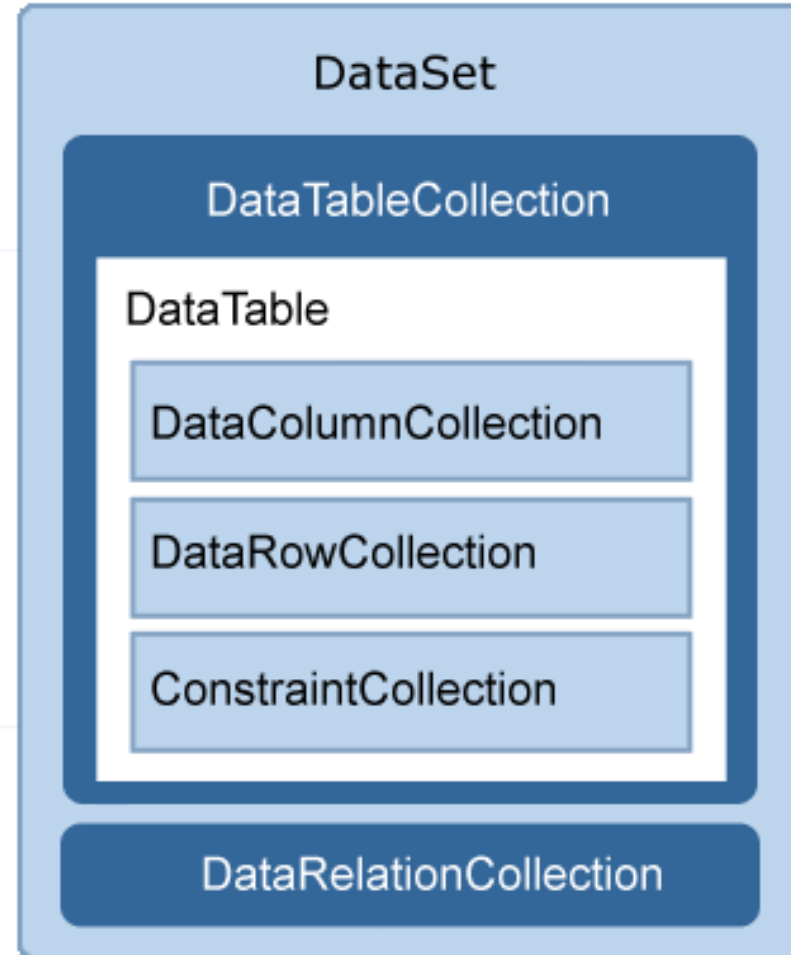 DataSet
DataTableCollection
DataTable
DataColumnCollection
DataRowCollection
ConstraintCollection
DataRelationCollection